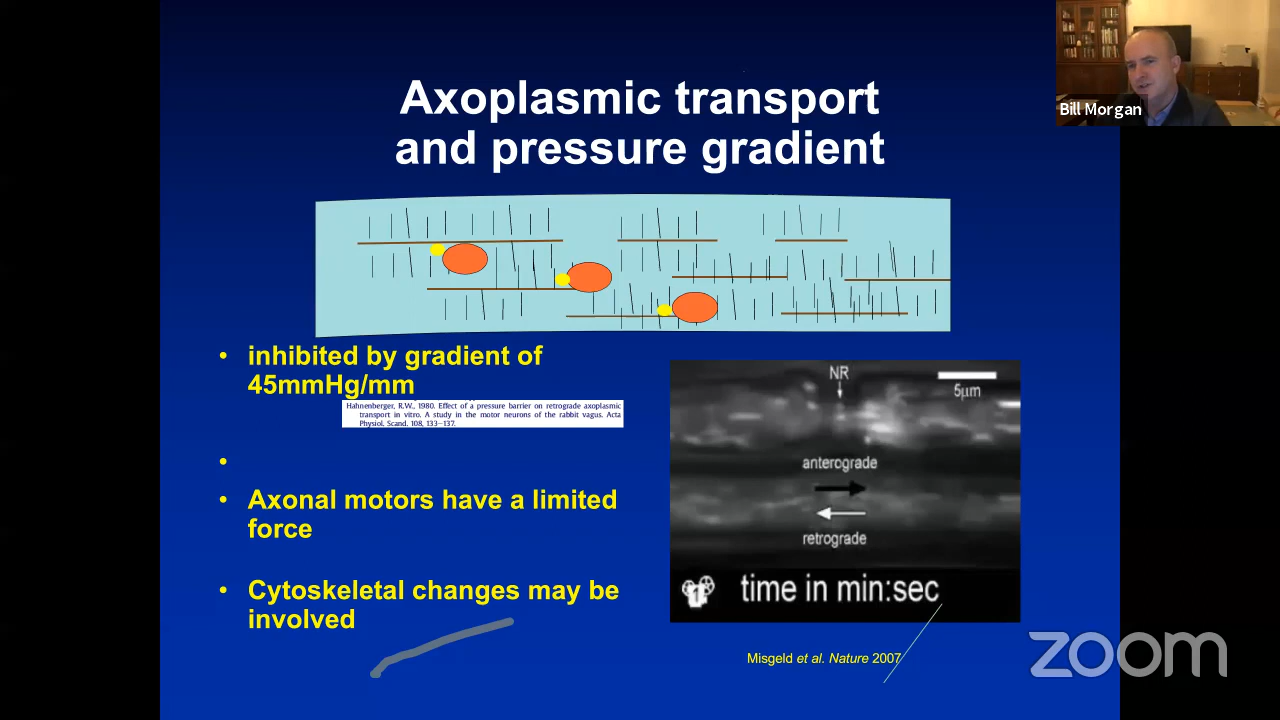 Axoplasmic transport
and pressure gradient
Bill Morgan
• inhibited by gradient of
45mmHg/mm
Hahnenberger, R.W., 1980. Effect of a pressure barrier on retrograde axoplasmic
transport in vitro. A study in the motor neurons of the rabbit vagus. Acta
Physiol. Scand. 108, 133–137.
•
• Axonal motors have a limited
force
• Cytoskeletal changes may be
involved
NR
5µm
anterograde
retrograde
time in min:sec
Misgeld et al. Nature 2007
zoom